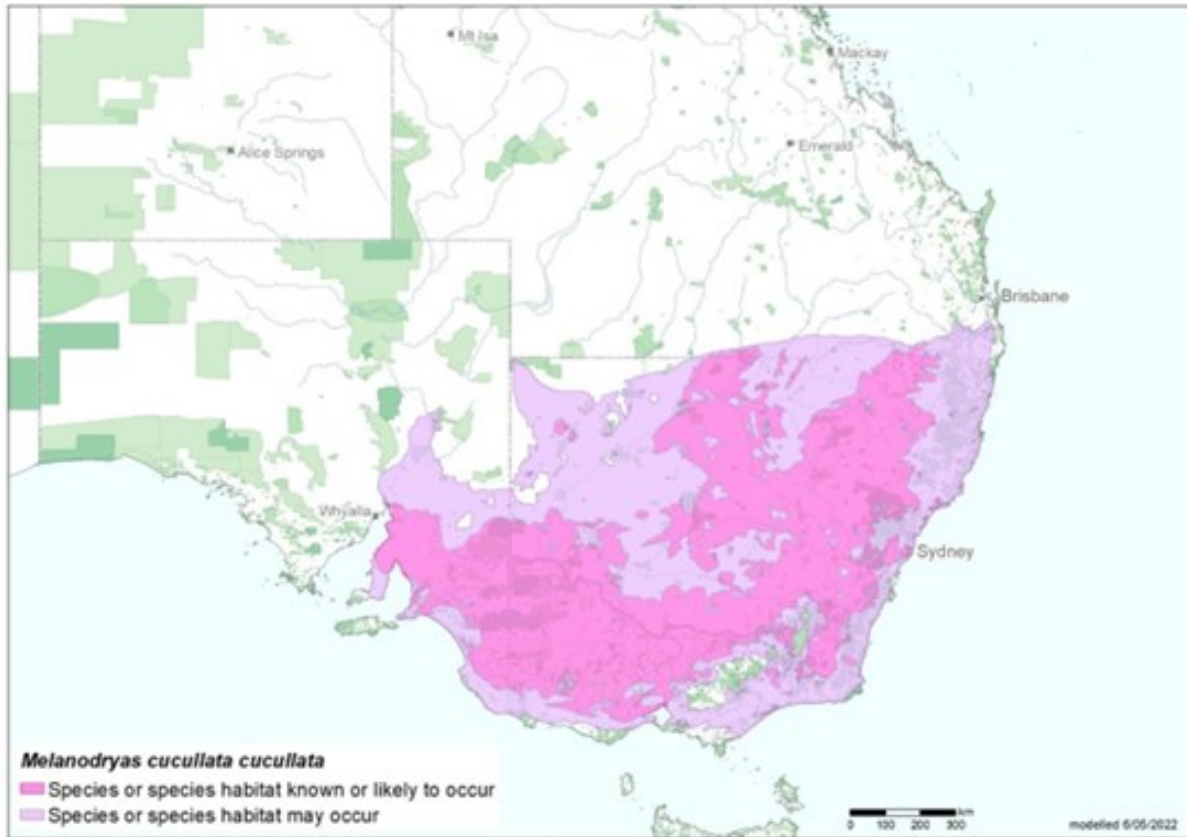 Mt Isa
Mackay
Alice Springs
Emerald
Brisbane
Whyalla
Sydney
Melanodryas cucullata cucullata
Species or species habitat known or likely to occur
Species or species habitat may occur
km
0 100 200 300
modelled 6/05/2022